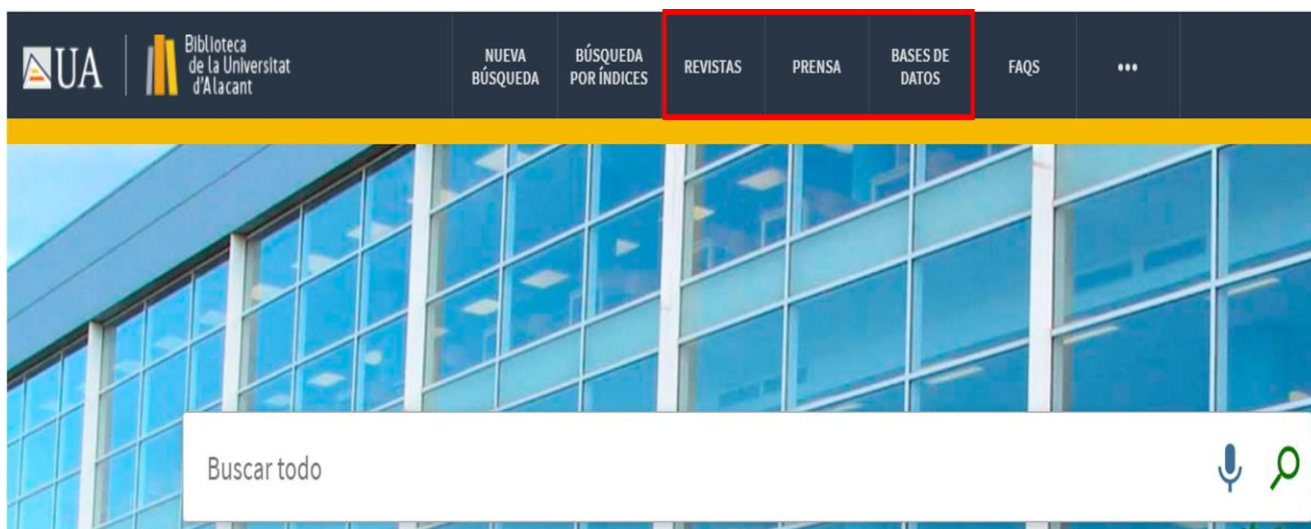 UA
Biblioteca
de la Universitat
d'Alacant
NUEVA
BÚSQUEDA
BÚSQUEDA
POR ÍNDICES
REVISTAS
PRENSA
BASES DE
DATOS
FAQS
•••
Buscar todo